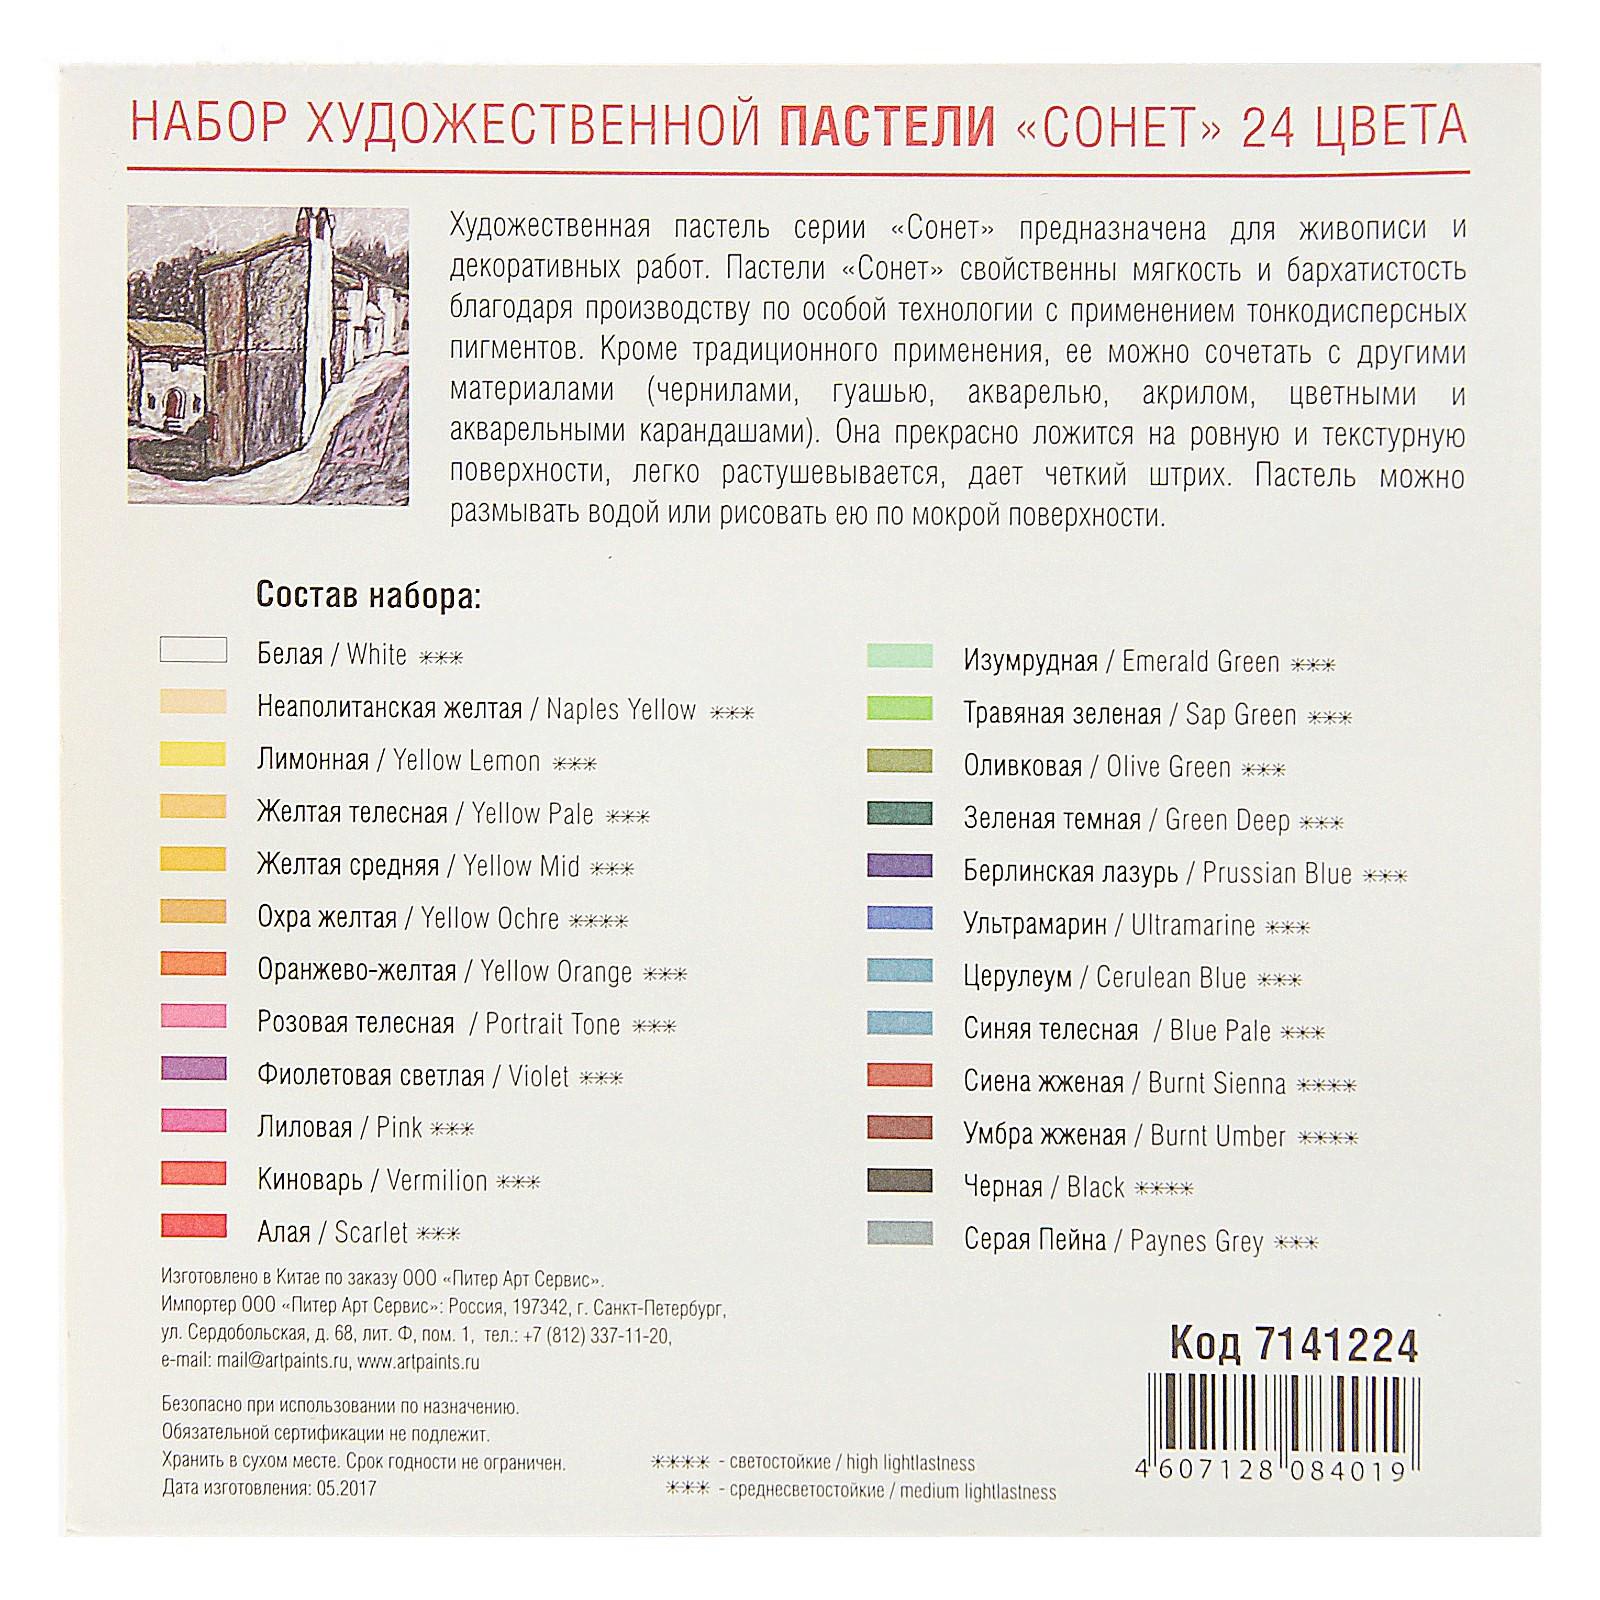 НАБОР ХУДОЖЕСТВЕННОЙ ПАСТЕЛИ «СОНЕТ» 24 ЦВЕТА
Художественная пастель серии «Сонет» предназначена для живописи и
декоративных работ. Пастели «Сонет» свойственны мягкость и бархатистость
благодаря производству по особой технологии с применением тонкодисперсных
пигментов. Кроме традиционного применения, ее можно сочетать с другими
материалами (чернилами, гуашью, акварелью, акрилом, цветными и
акварельными карандашами). Она прекрасно ложится на ровную и текстурную
поверхности, легко растушевывается, дает четкий штрих. Пастель можно
размывать водой или рисовать ею по мокрой поверхности.
Состав набора:
Белая / White ***
Неаполитанская желтая / Naples Yellow ***
Лимонная / Yellow Lemon ***
Желтая телесная / Yellow Pale ***
Желтая средняя / Yellow Mid ***
Охра желтая / Yellow Ochre ****
Оранжево-желтая / Yellow Orange ***
Розовая телесная / Portrait Tone ***
Фиолетовая светлая / Violet ***
Лиловая / Pink ***
Киноварь / Vermilion ***
Алая / Scarlet ***
Изумрудная / Emerald Green ***
Травяная зеленая / Sap Green ***
Оливковая / Olive Green ***
Зеленая темная / Green Deep ***
Берлинская лазурь / Prussian Blue ***
Ультрамарин / Ultramarine ***
Церулеум / Cerulean Blue ***
Синяя телесная / Blue Pale ***
Сиена жженая / Burnt Sienna ****
Умбра жженая / Burnt Umber ****
Черная / Black ****
Серая Пейна / Paynes Grey ***
Изготовлено в Китае по заказу ООО «Питер Арт Сервис».
Импортер ООО «Питер Арт Сервис»: Россия, 197342, г. Санкт-Петербург,
ул. Сердобольская, д. 68, лит. Ф, пом. 1, тел.: +7 (812) 337-11-20,
e-mail: mail@artpaints.ru, www.artpaints.ru
Безопасно при использовании по назначению.
Обязательной сертификации не подлежит.
Хранить в сухом месте. Срок годности не ограничен.
Дата изготовления: 05.2017
**** - светостойкие / high lightlastness
*** - среднесветостойкие / medium lightlastness
Код 7141224
4 607128 084019